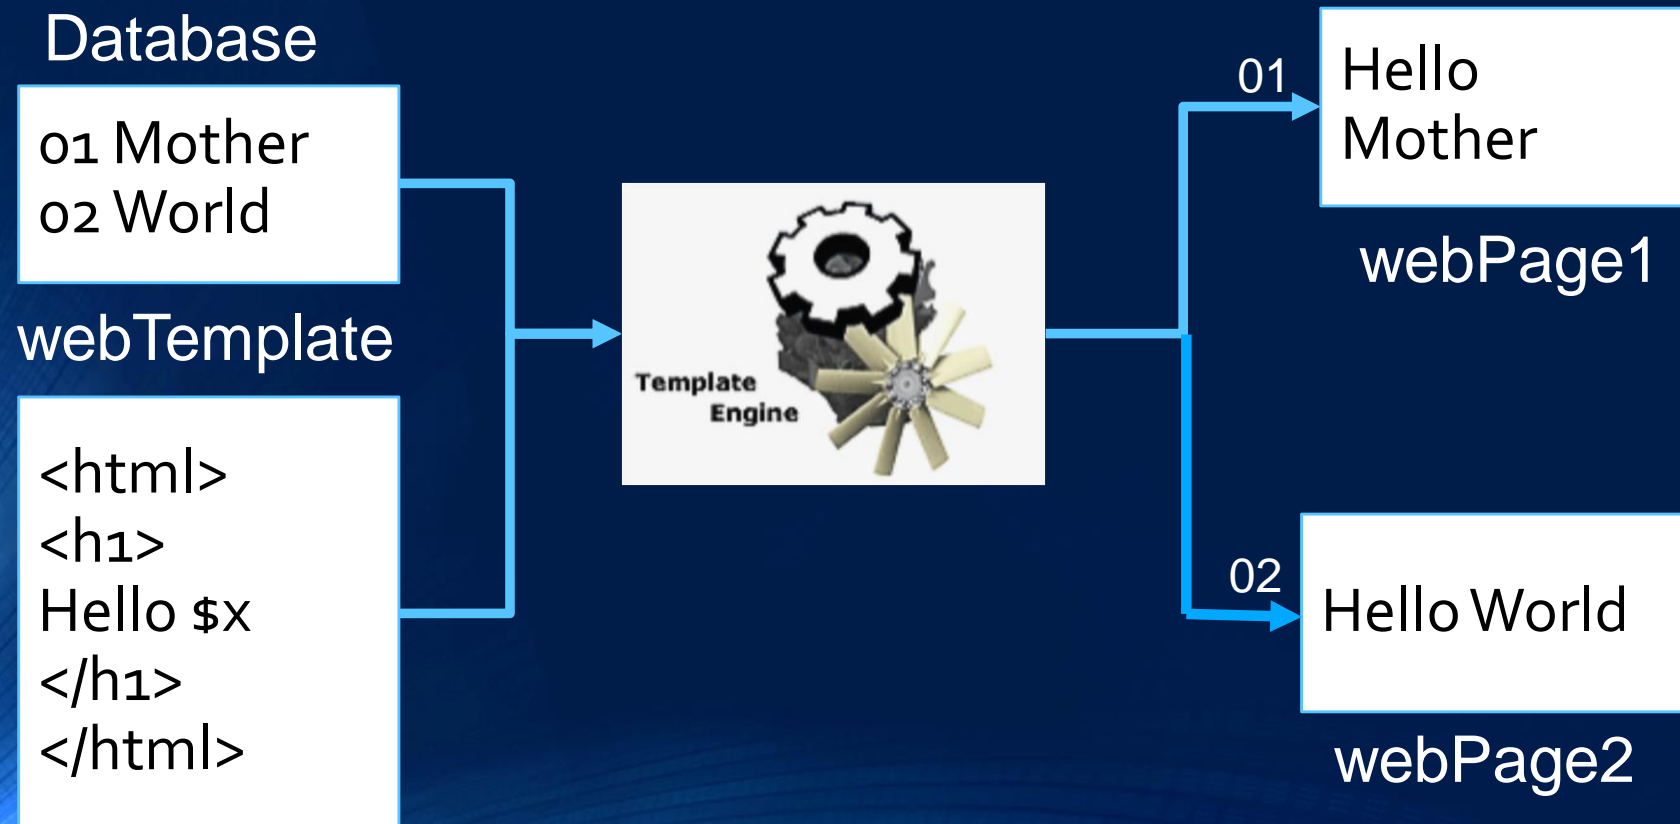 Database
01 Mother
02 World
webTemplate
<html>
<h1>
Hello $x
</h1>
</html>
Template
Engine
01
Hello
Mother
webPage1
02
Hello World
webPage2